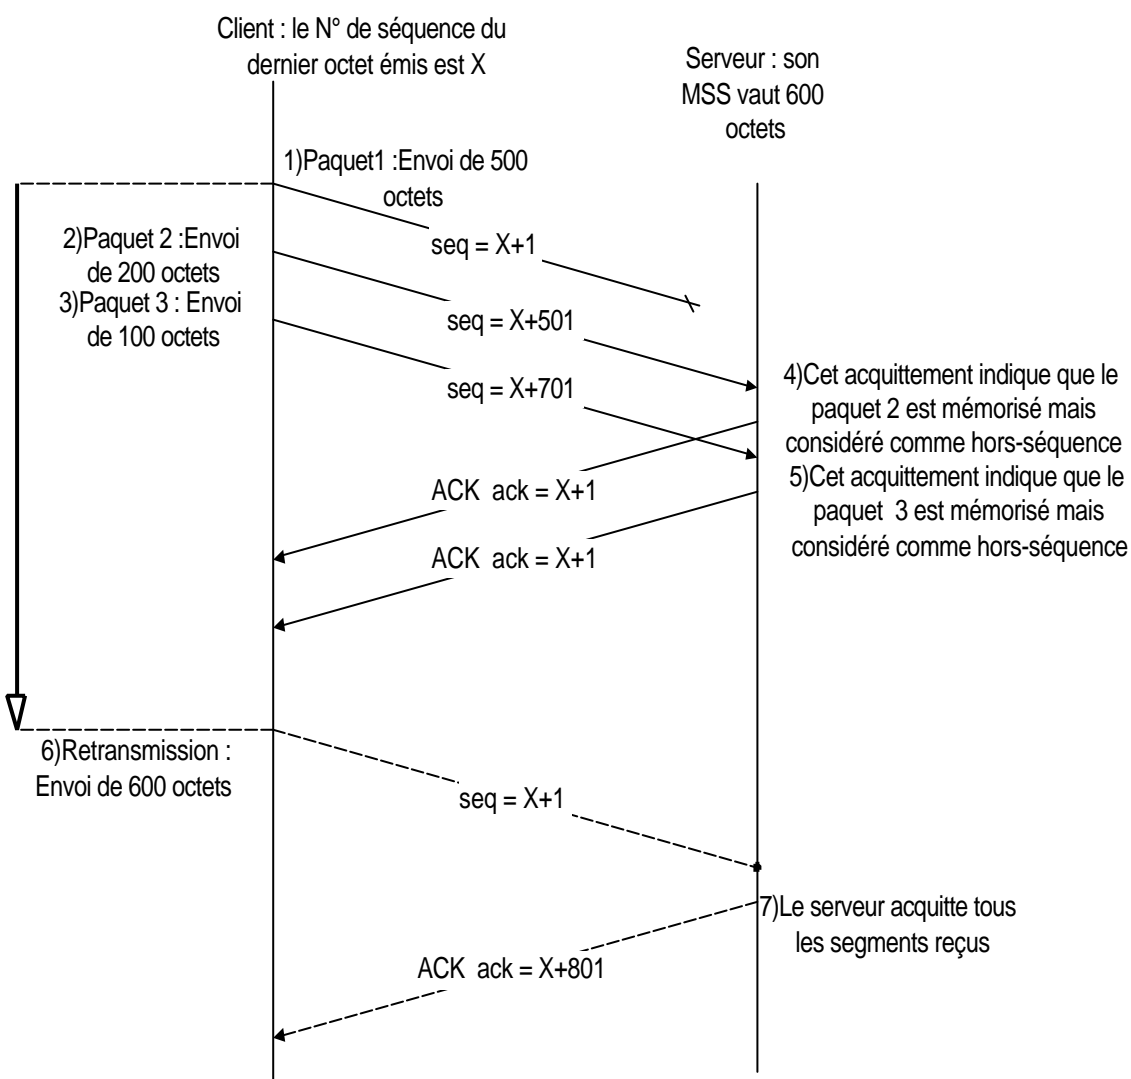 Client : le N° de séquence du
dernier octet émis est X
Serveur : son
MSS vaut 600
octets
1)Paquet1 :Envoi de 500
octets
seq = X+1
2)Paquet 2 :Envoi
de 200 octets
3)Paquet 3 : Envoi
de 100 octets
seq = X+501
seq = X+701
4)Cet acquittement indique que le
paquet 2 est mémorisé mais
considéré comme hors-séquence
5)Cet acquittement indique que le
paquet 3 est mémorisé mais
considéré comme hors-séquence
ACK ack = X+1
ACK ack = X+1
6)Retransmission :
Envoi de 600 octets
seq = X+1
7)Le serveur acquitte tous
les segments reçus
ACK ack = X+801